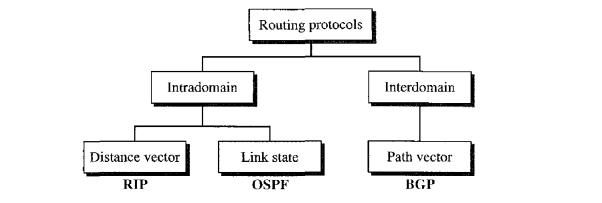 Routing protocols
Intradomain
Interdomain
Distance vector
Link state
Path vector
RIP
OSPF
BGP